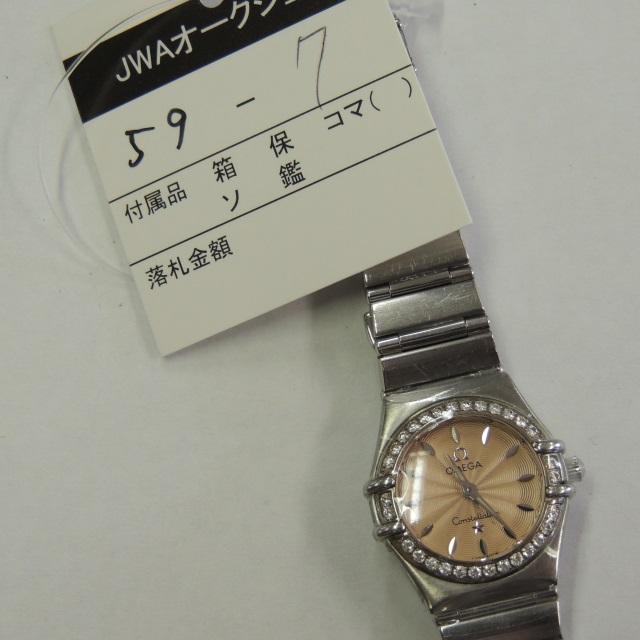 JWAオークショ
59 - 7
付属品 箱 保 コマ( )
ソ 鑑
落札金額
Ω
OMEGA
Constellation